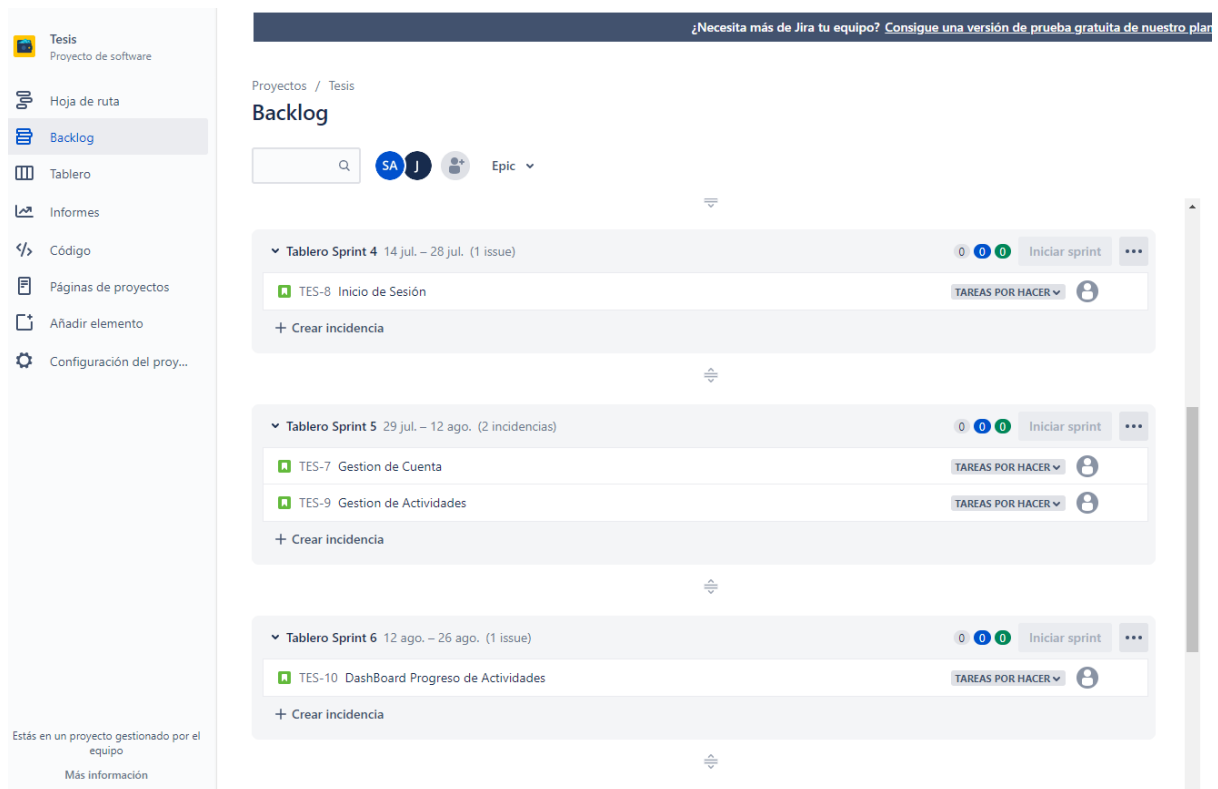 Tesis
Proyecto de software
Hoja de ruta
Backlog
Tablero
Informes
Código
Páginas de proyectos
Añadir elemento
Configuración del proy...
Estás en un proyecto gestionado por el
equipo
Más información
¿Necesita más de Jira tu equipo? Consigue una versión de prueba gratuita de nuestro plan
Proyectos / Tesis
Backlog
SA J Epic
Tablero Sprint 4 14 jul. – 28 jul. (1 issue) 0 0 0 Iniciar sprint
TES-8 Inicio de Sesión TAREAS POR HACER
+ Crear incidencia
Tablero Sprint 5 29 jul. – 12 ago. (2 incidencias) 0 0 0 Iniciar sprint
TES-7 Gestion de Cuenta TAREAS POR HACER
TES-9 Gestion de Actividades TAREAS POR HACER
+ Crear incidencia
Tablero Sprint 6 12 ago. – 26 ago. (1 issue) 0 0 0 Iniciar sprint
TES-10 DashBoard Progreso de Actividades TAREAS POR HACER
+ Crear incidencia